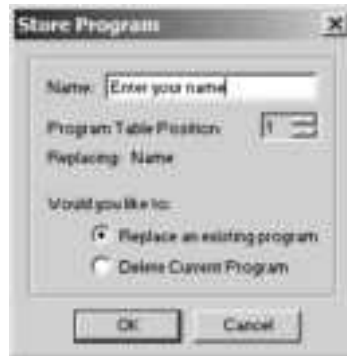 Store Program
Name: Enter your name
Program Table Position: 1
Replacing: Name
Would you like to:
Replace an existing program
Delete Current Program
OK Cancel